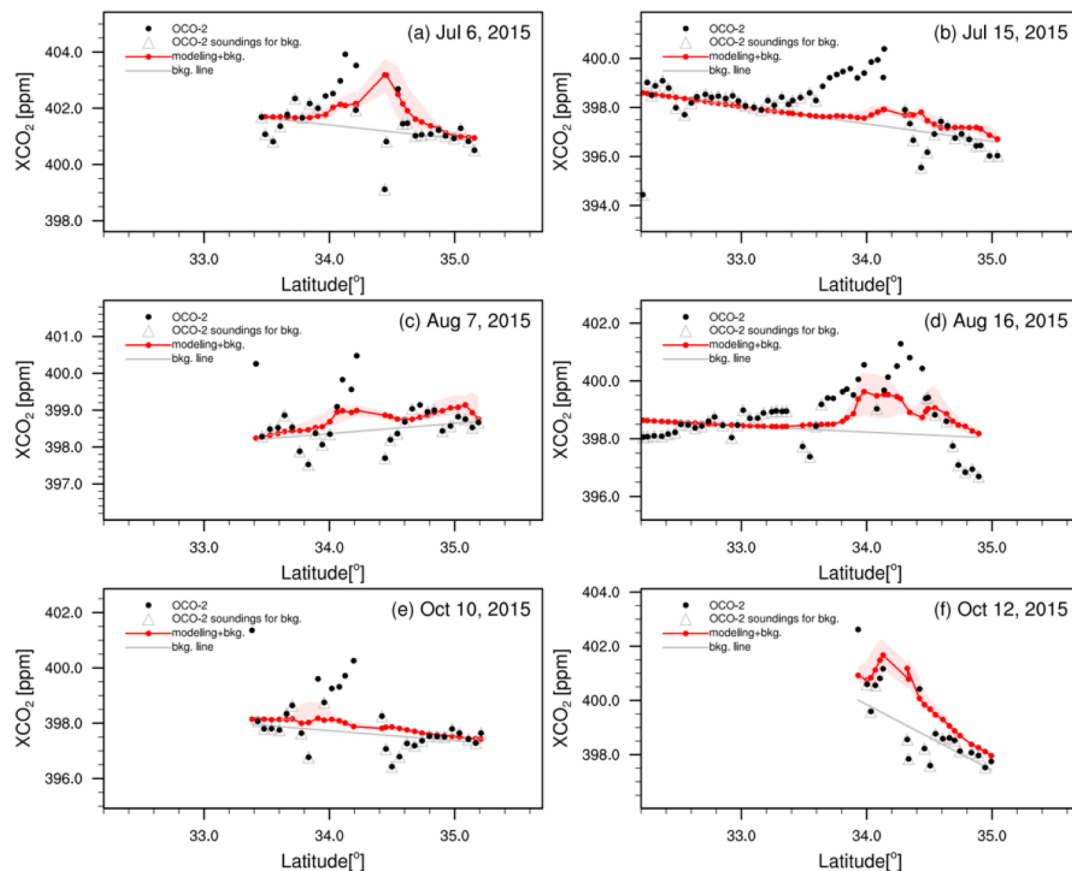 (a) Jul 6, 2015
OCO-2
OCO-2 soundings for bkg.
modeling+bkg.
bkg. line
404.0
402.0
400.0
398.0
XCO2 [ppm]
33.0 34.0 35.0
Latitude[o]
(b) Jul 15, 2015
OCO-2
OCO-2 soundings for bkg.
modeling+bkg.
bkg. line
400.0
398.0
396.0
394.0
XCO2 [ppm]
33.0 34.0 35.0
Latitude[o]
(c) Aug 7, 2015
OCO-2
OCO-2 soundings for bkg.
modeling+bkg.
bkg. line
401.0
400.0
399.0
398.0
397.0
XCO2 [ppm]
33.0 34.0 35.0
Latitude[o]
(d) Aug 16, 2015
OCO-2
OCO-2 soundings for bkg.
modeling+bkg.
bkg. line
402.0
400.0
398.0
396.0
XCO2 [ppm]
33.0 34.0 35.0
Latitude[o]
(e) Oct 10, 2015
OCO-2
OCO-2 soundings for bkg.
modeling+bkg.
bkg. line
402.0
400.0
398.0
396.0
XCO2 [ppm]
33.0 34.0 35.0
Latitude[o]
(f) Oct 12, 2015
OCO-2
OCO-2 soundings for bkg.
modeling+bkg.
bkg. line
404.0
402.0
400.0
398.0
XCO2 [ppm]
33.0 34.0 35.0
Latitude[o]